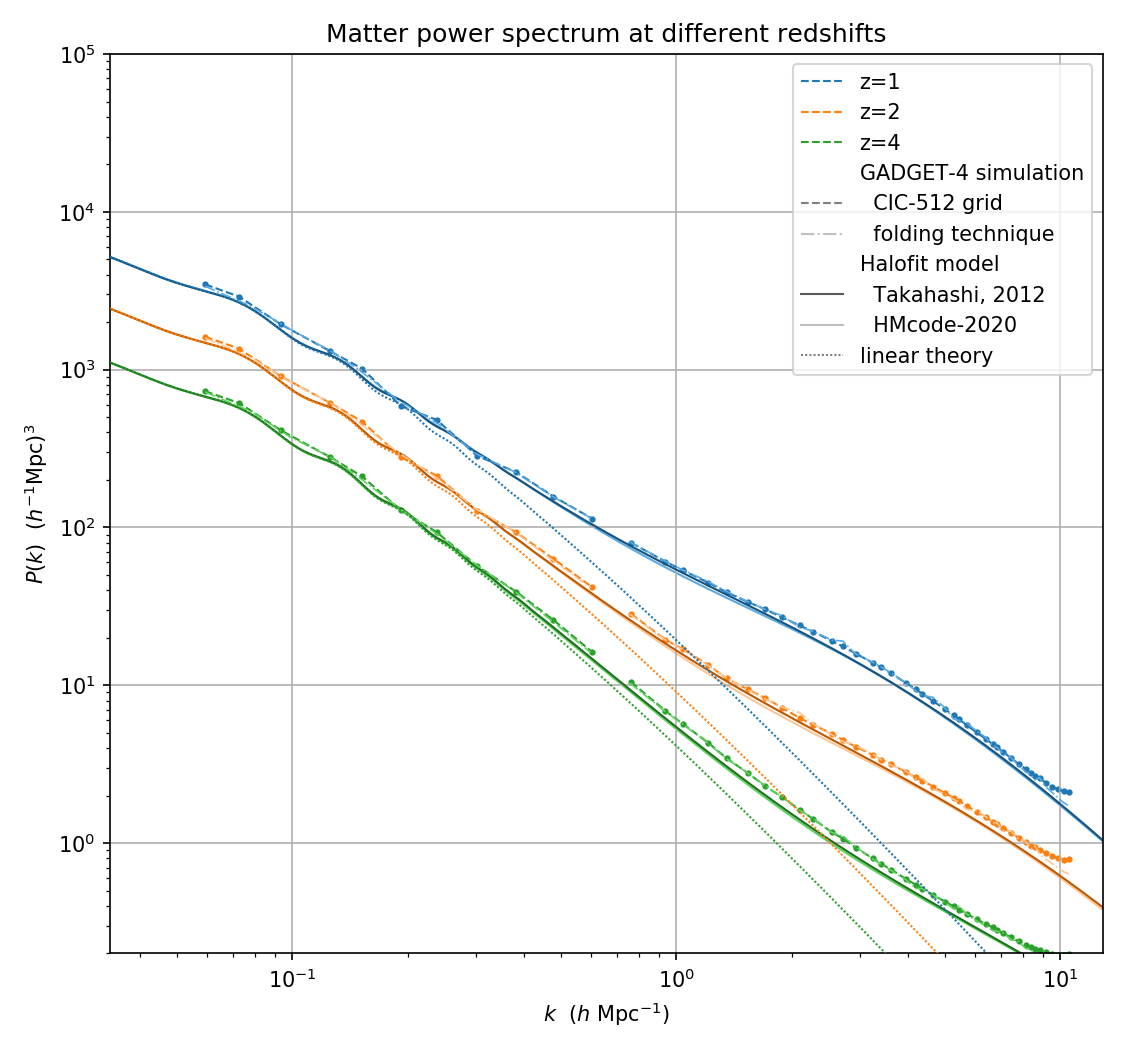 Matter power spectrum at different redshifts
10⁵
10⁴
10³
10²
10¹
10⁰
P(k) (h⁻¹Mpc)³
z=1
z=2
z=4
GADGET-4 simulation
CIC-512 grid
folding technique
Halofit model
Takahashi, 2012
HMcode-2020
linear theory
10⁻¹
10⁰
10¹
k (h Mpc⁻¹)